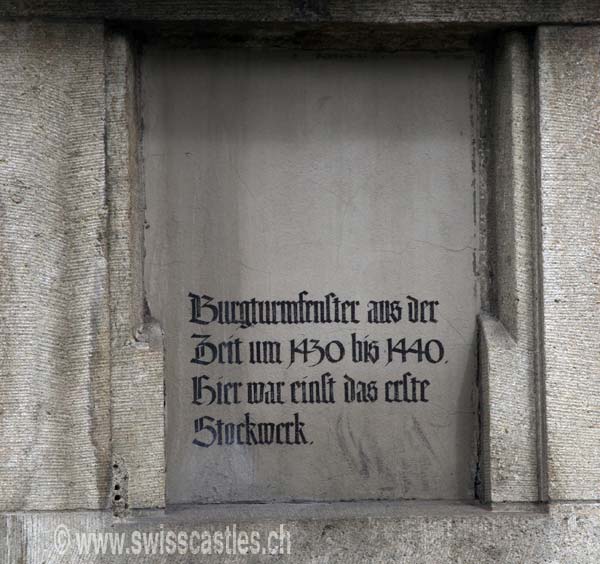 Burgturmfenſter aus der
Zeit um 1430 bis 1440.
Hier war einſt das erſte
Stockwerk.
© www.swisscastles.ch